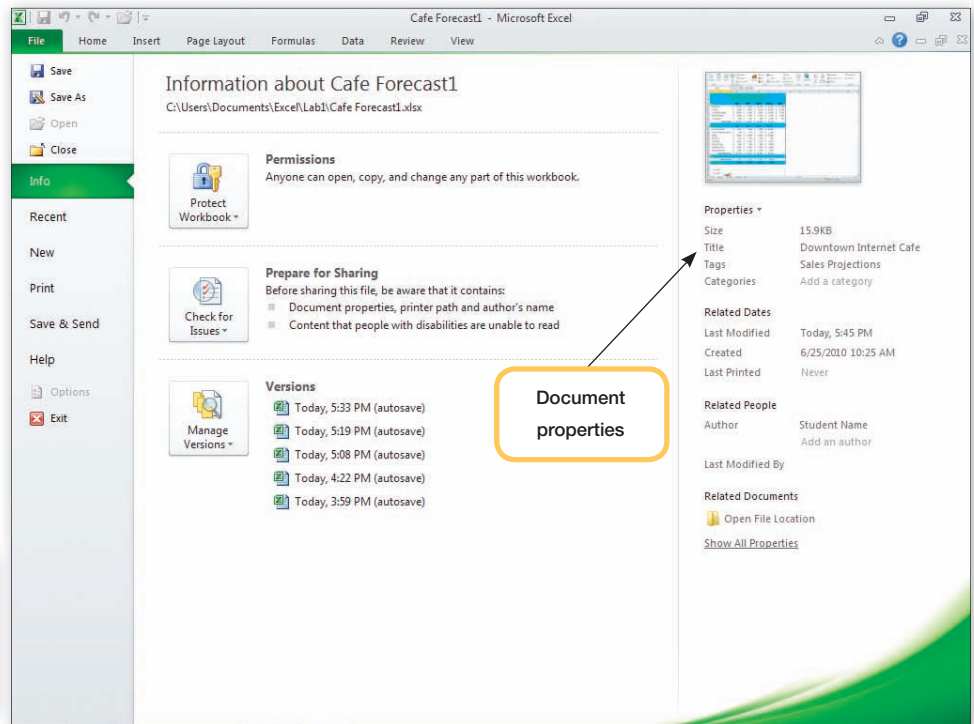 Cafe Forecast1 - Microsoft Excel
File Home Insert Page Layout Formulas Data Review View
Save
Save As
Open
Close
Info
Recent
New
Print
Save & Send
Help
Options
Exit
Information about Cafe Forecast1
C:\Users\Documents\Excel\Lab1\Cafe Forecast1.xlsx
Protect
Workbook
Permissions
Anyone can open, copy, and change any part of this workbook.
Check for
Issues
Prepare for Sharing
Before sharing this file, be aware that it contains:
Document properties, printer path and author's name
Content that people with disabilities are unable to read
Manage
Versions
Versions
Today, 5:33 PM (autosave)
Today, 5:19 PM (autosave)
Today, 5:08 PM (autosave)
Today, 4:22 PM (autosave)
Today, 3:59 PM (autosave)
Document
properties
Properties
Size 15.9KB
Title Downtown Internet Cafe
Tags Sales Projections
Categories Add a category
Related Dates
Last Modified Today, 5:45 PM
Created 6/25/2010 10:25 AM
Last Printed Never
Related People
Author Student Name
Add an author
Last Modified By
Related Documents
Open File Location
Show All Properties